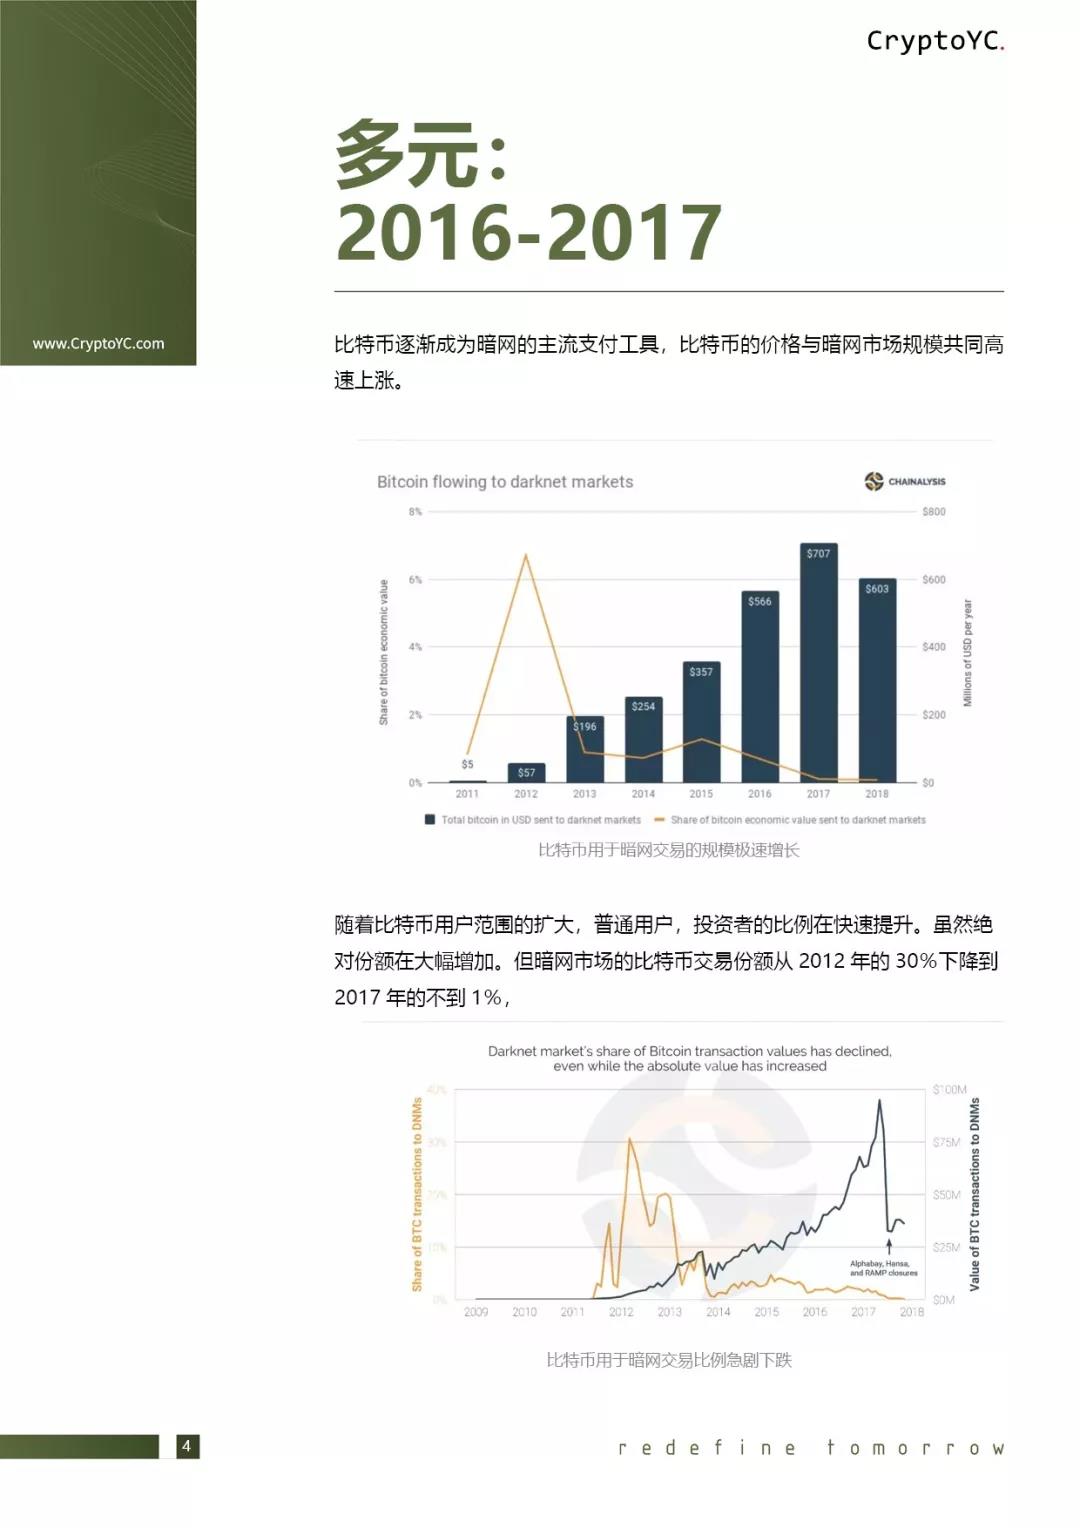 CryptoYC.
多元：
2016-2017
www.CryptoYC.com
比特币逐渐成为暗网的主流支付工具，比特币的价格与暗网市场规模共同高
速上涨。
Bitcoin flowing to darknet markets
CHAINALYSIS
8%
$800
$707
6%
$600
$603
$566
Share of bitcoin economic value
Millions of USD per year
4%
$400
$357
$254
2%
$200
$196
$5
$57
0%
$0
2011 2012 2013 2014 2015 2016 2017 2018
Total bitcoin in USD sent to darknet markets Share of bitcoin economic value sent to darknet markets
比特币用于暗网交易的规模极速增长
随着比特币用户范围的扩大，普通用户，投资者的比例在快速提升。虽然绝
对份额在大幅增加。但暗网市场的比特币交易份额从 2012 年的 30%下降到
2017 年的不到 1%，
Darknet market's share of Bitcoin transaction values has declined,
even while the absolute value has increased
40%
$100M
Share of BTC transactions to DNMs
Value of BTC transactions to DNMs
30%
$75M
20%
$50M
10%
$25M
Alphabay, Hansa,
and RAMP closures
0%
$0M
2009 2010 2011 2012 2013 2014 2015 2016 2017 2018
比特币用于暗网交易比例急剧下跌
4
redefine tomorrow